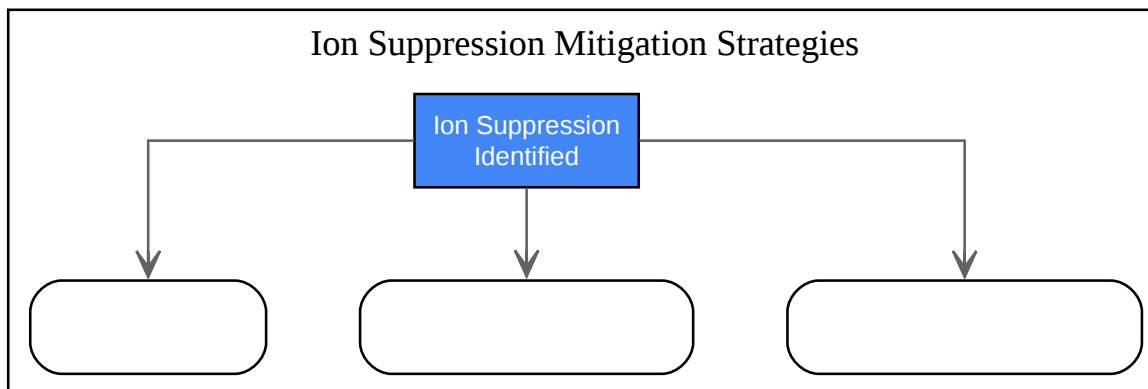 Ion Suppression Mitigation Strategies
Ion Suppression
Identified